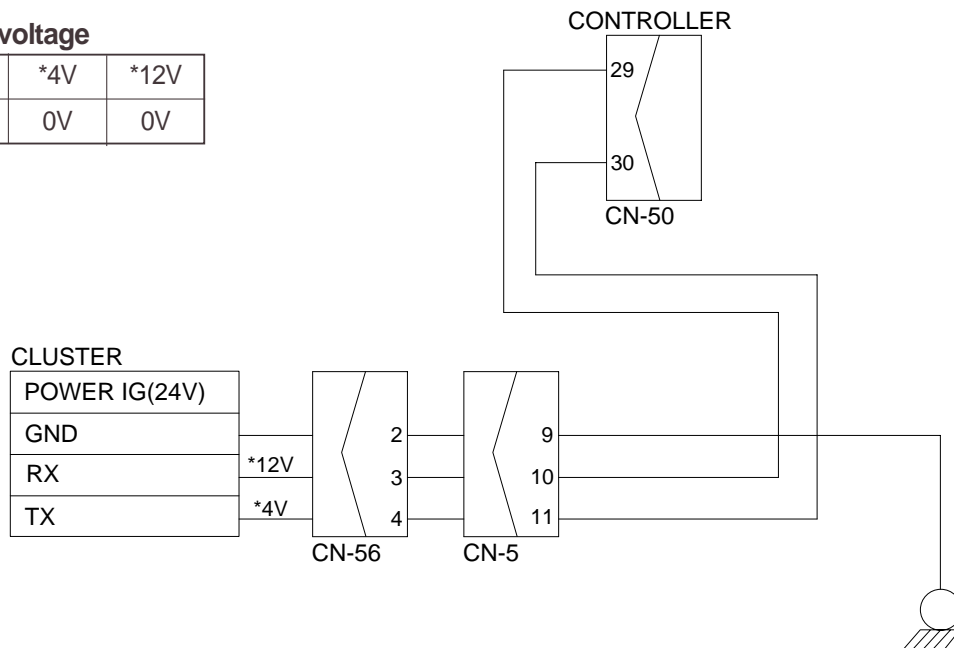 voltage
*4V *12V
0V 0V
CONTROLLER
29
30
CN-50
CLUSTER
POWER IG(24V)
GND 2 9
*12V
RX 3 10
*4V
TX 4 11
CN-56 CN-5